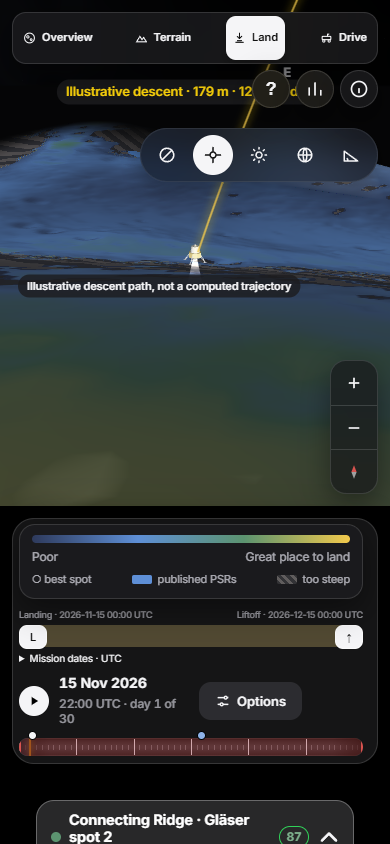 Overview
Terrain
Land
Drive
E
Illustrative descent · 179 m · 12
?
Illustrative descent path, not a computed trajectory
+
−
Poor
Great place to land
best spot
published PSRs
too steep
Landing · 2026-11-15 00:00 UTC
Liftoff · 2026-12-15 00:00 UTC
L
↑
Mission dates · UTC
15 Nov 2026
22:00 UTC · day 1 of
30
Options
Connecting Ridge · Gläser
spot 2
87